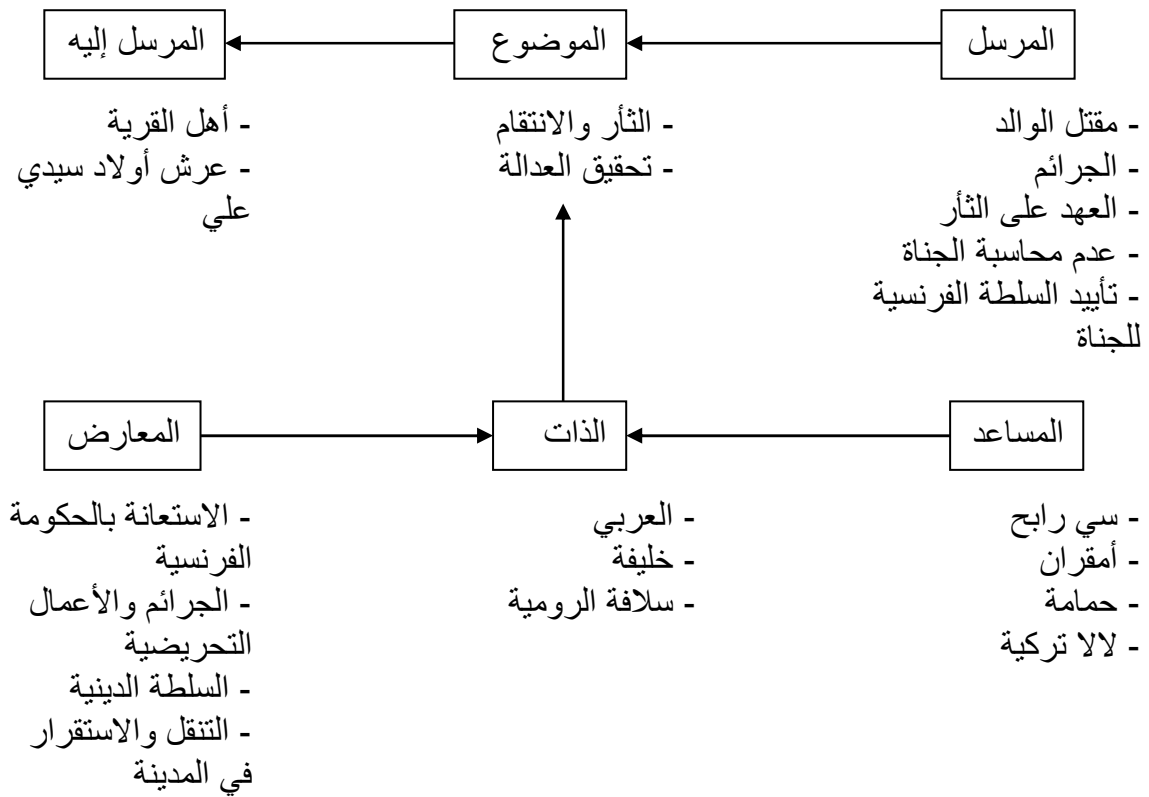 المرسل
الموضوع
المرسل إليه
- مقتل الوالد
- الجرائم
- العهد على الثأر
- عدم محاسبة الجناة
- تأييد السلطة الفرنسية
للجناة
- الثأر والانتقام
- تحقيق العدالة
- أهل القرية
- عرش أولاد سيدي
علي
المساعد
الذات
المعارض
- سي رابح
- أمقران
- حمامة
- لالا تركية
- العربي
- خليفة
- سلافة الرومية
- الاستعانة بالحكومة
الفرنسية
- الجرائم والأعمال
التحريضية
- السلطة الدينية
- التنقل والاستقرار
في المدينة